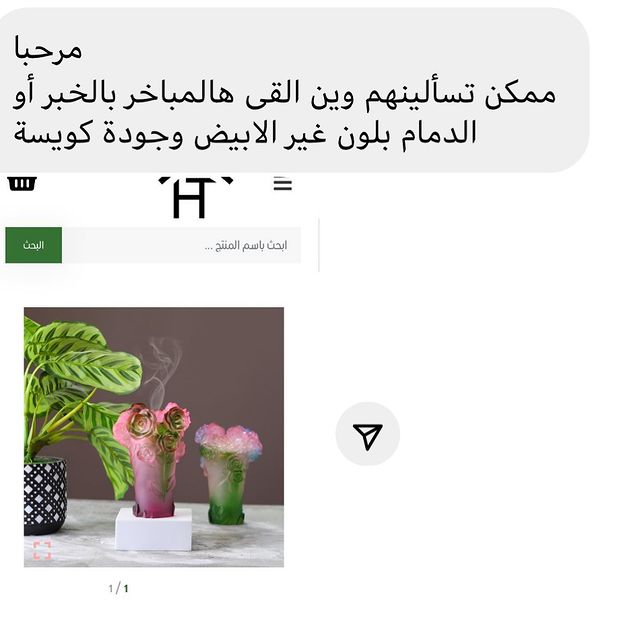 مرحبا
ممكن تسألينهم وين القى هالمباخر بالخبر أو
الدمام بلون غير الابيض وجودة كويسة
HT
ابحث باسم المنتج ...
البحث
1 / 1